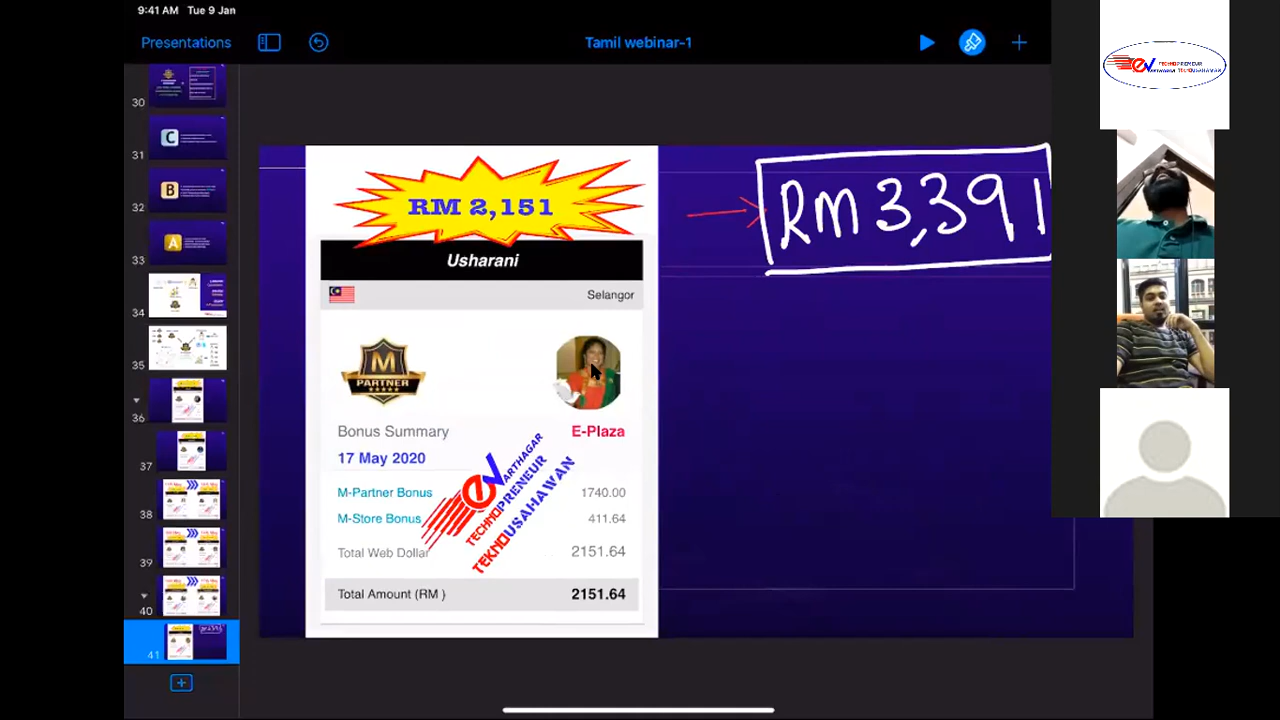 9:41 AM Tue 9 Jan
Presentations
Tamil webinar-1
30
31
C
32
B
33
A
34
35
36
37
38
39
40
41
RM 2,151
Usharani
Selangor
M
PARTNER
Bonus Summary
E-Plaza
17 May 2020
M-Partner Bonus 1740.00
M-Store Bonus 411.64
Total Web Dollar 2151.64
Total Amount (RM ) 2151.64
eVARTHAGAR
TECHNOPRENEUR
TEKNOUSAHAWAN
RM 3,391